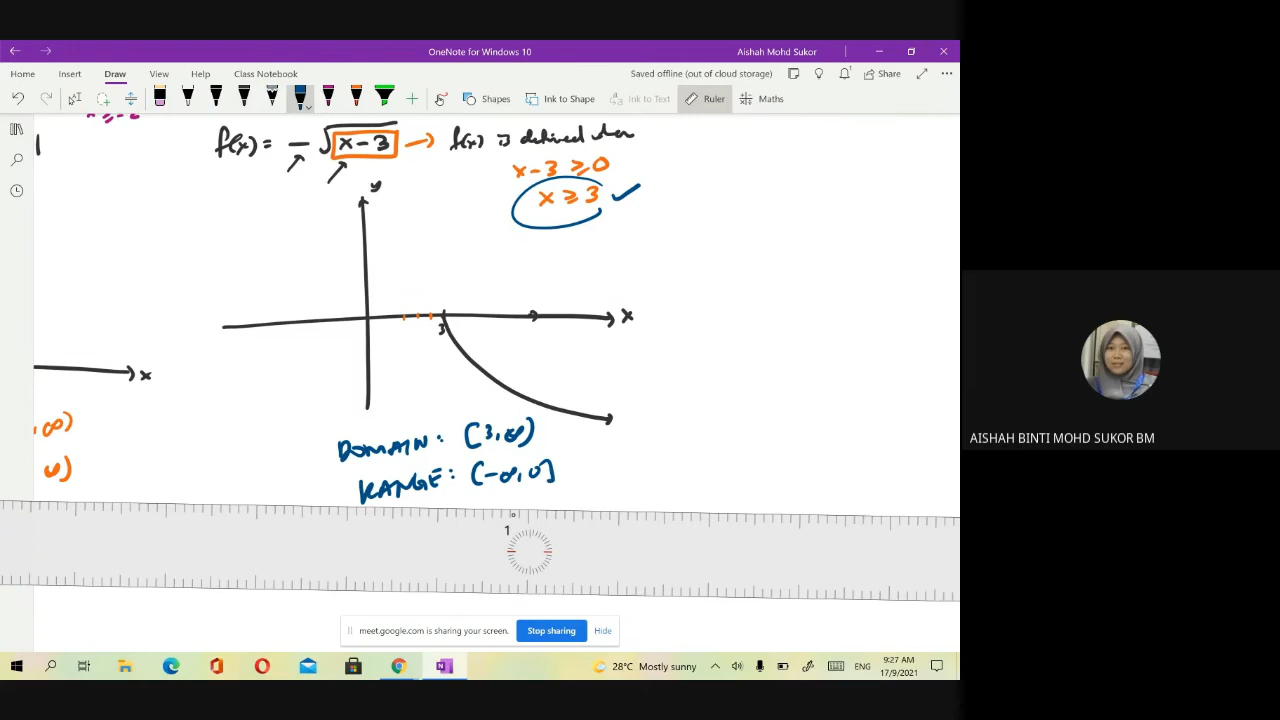 OneNote for Windows 10
Aishah Mohd Sukor
Home Insert Draw View Help Class Notebook
Saved offline (out of cloud storage) Share
Shapes Ink to Shape Ink to Text Ruler Maths
f(x) = - √x - 3 → f(x) is defined when
x - 3 ≥ 0
x ≥ 3 ✓
y
3
x
x
, ∞)
∞)
DOMAIN: [3, ∞)
RANGE: (-∞, 0]
1
AISHAH BINTI MOHD SUKOR BM
meet.google.com is sharing your screen. Stop sharing Hide
28°C Mostly sunny
ENG
9:27 AM
17/9/2021